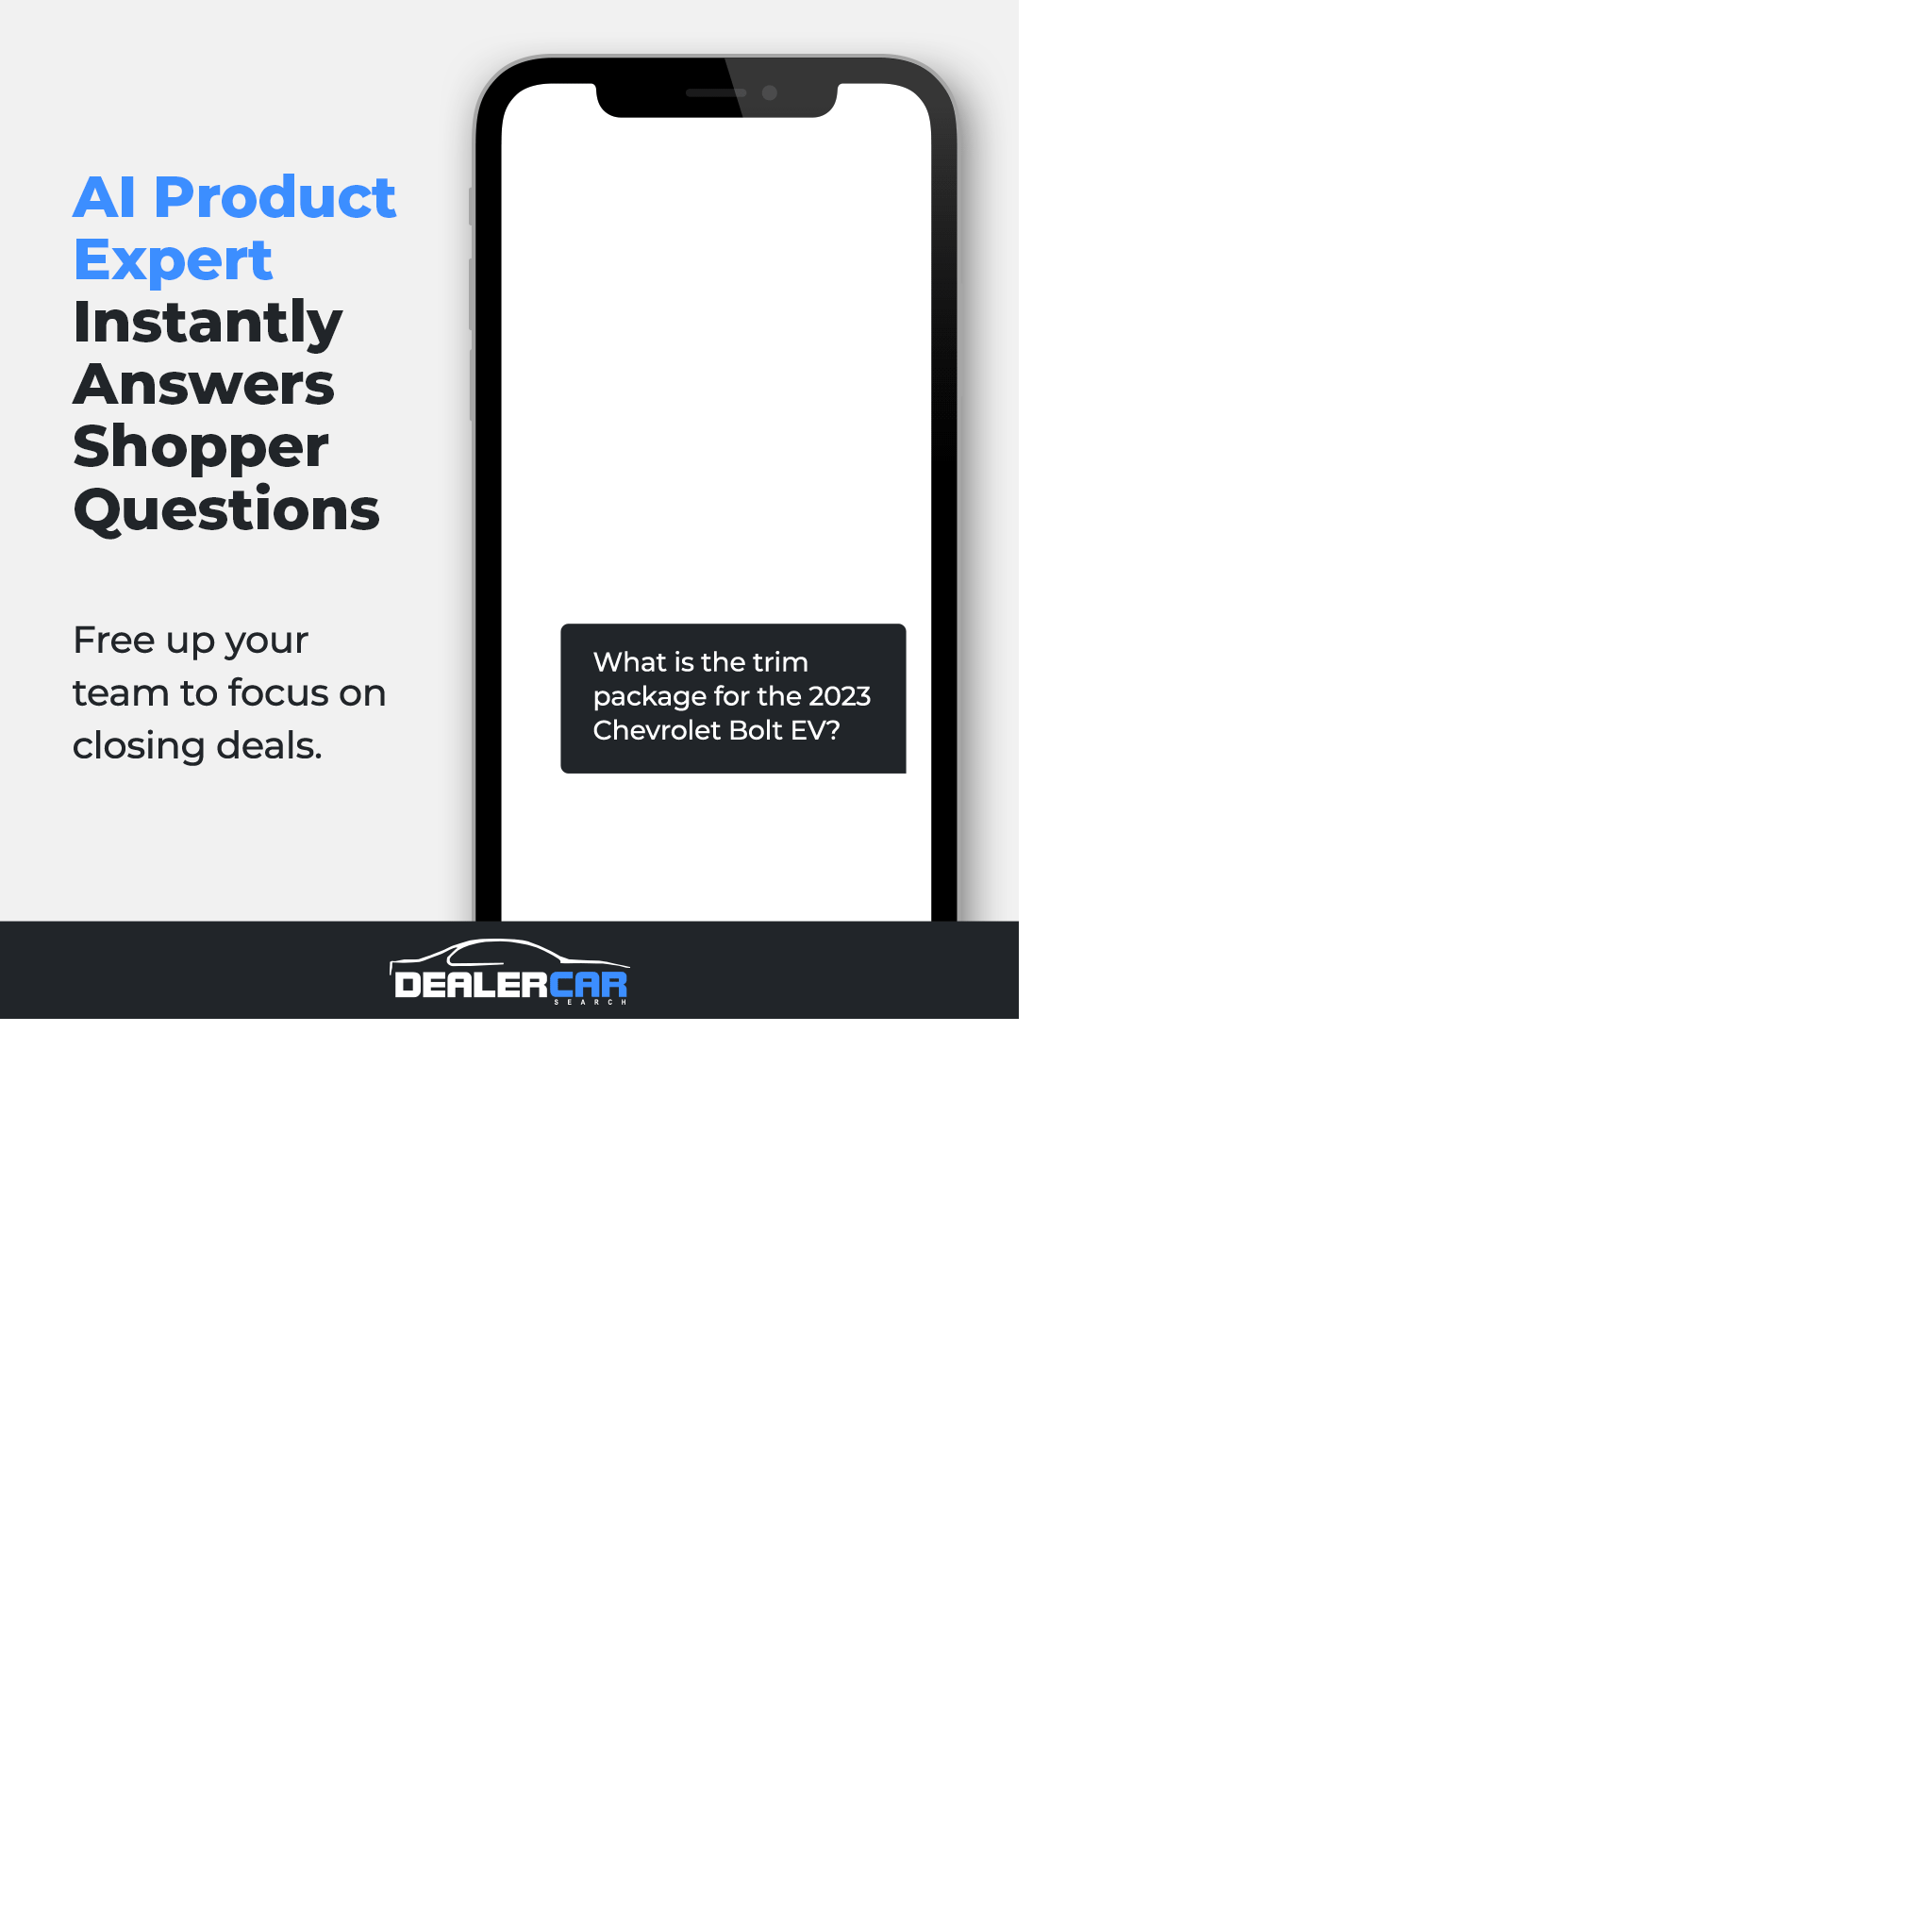 AI Product
Expert
Instantly
Answers
Shopper
Questions
Free up your
team to focus on
closing deals.
What is the trim
package for the 2023
Chevrolet Bolt EV?
DEALERCAR
SEARCH